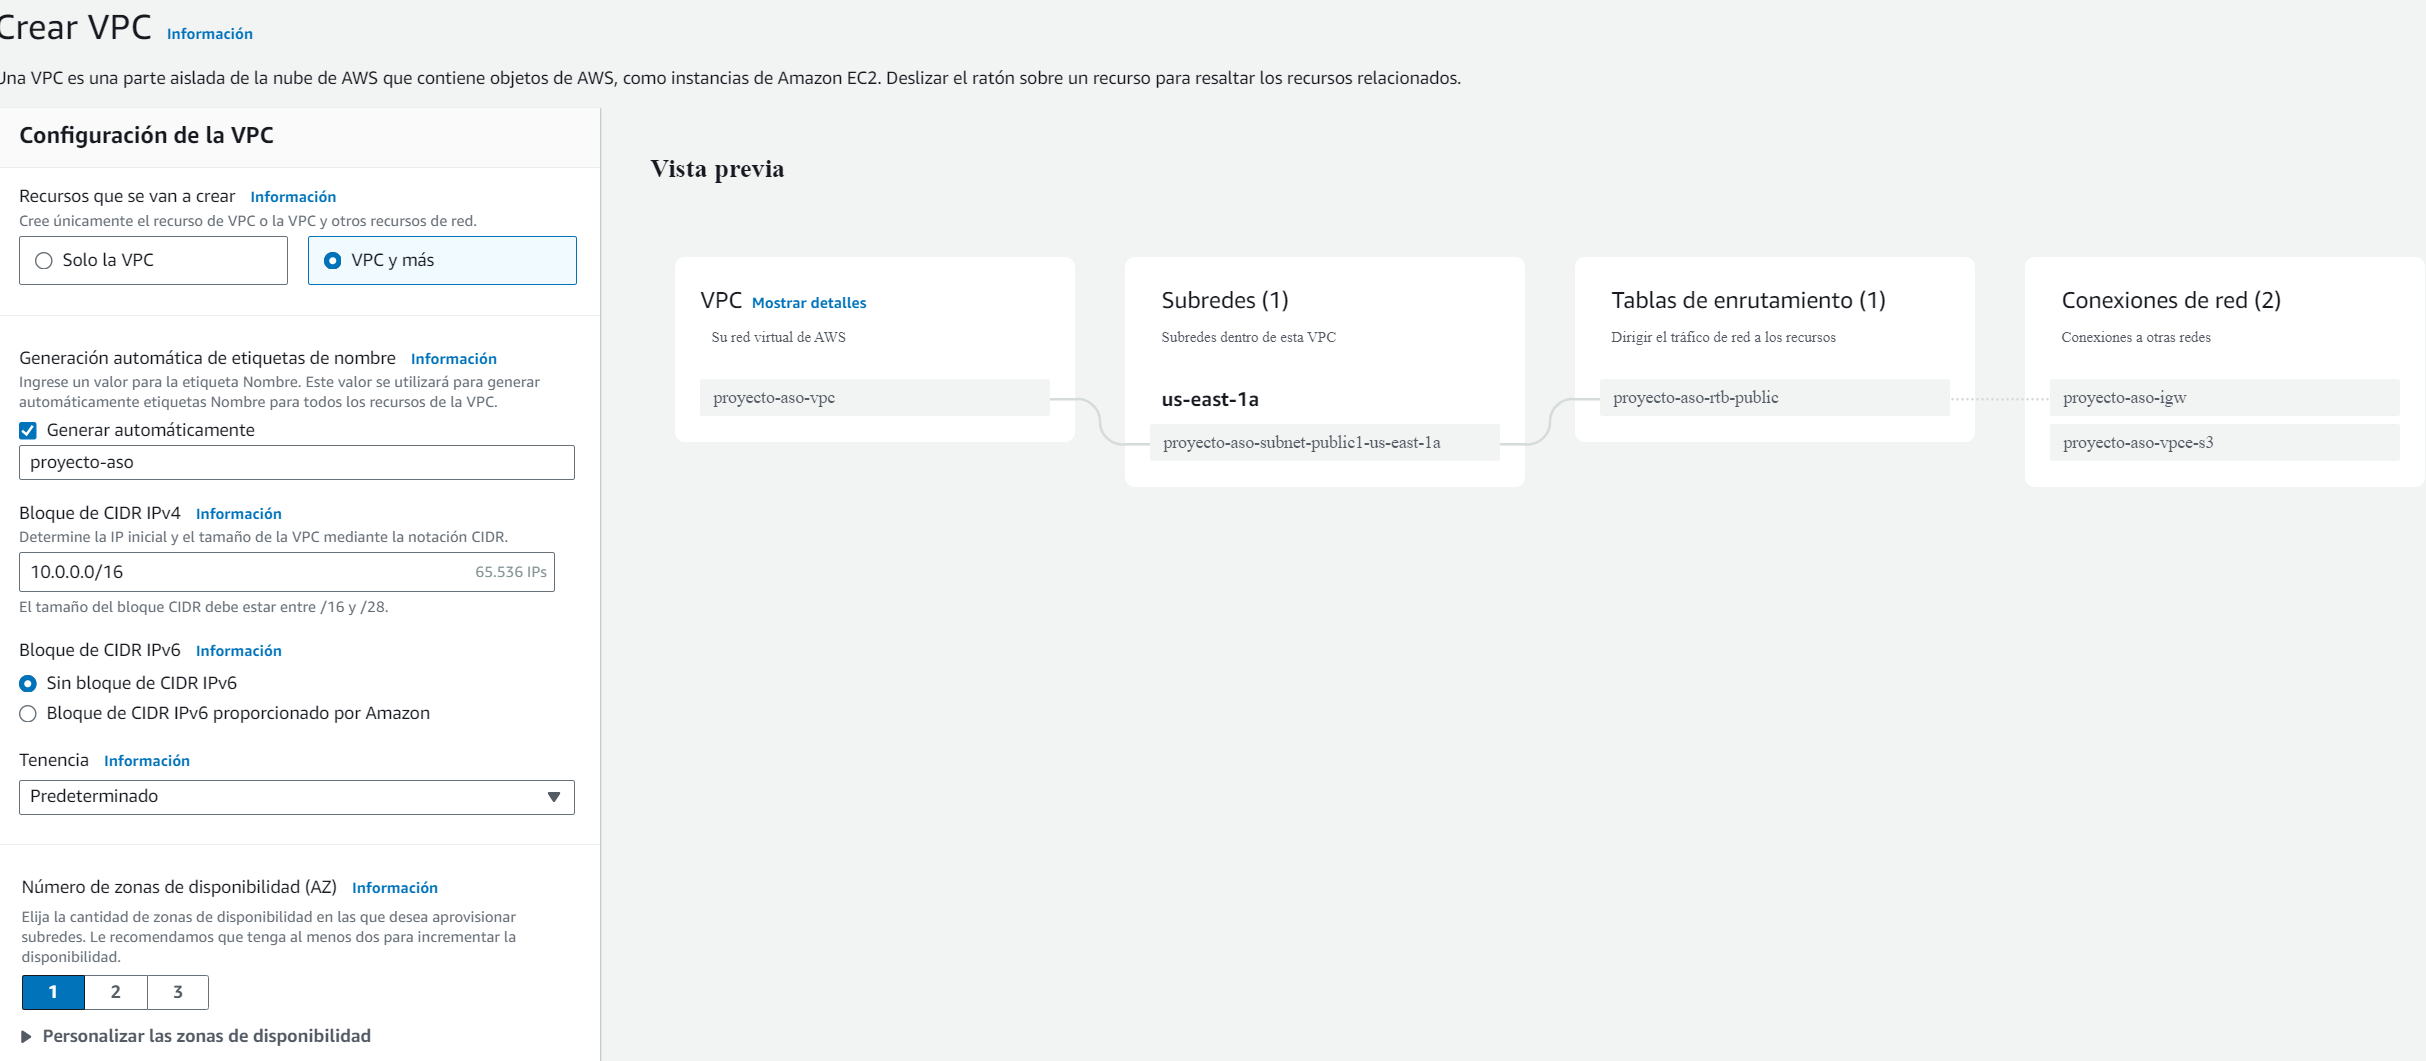 Crear VPC Información
Una VPC es una parte aislada de la nube de AWS que contiene objetos de AWS, como instancias de Amazon EC2. Deslizar el ratón sobre un recurso para resaltar los recursos relacionados.
Configuración de la VPC
Recursos que se van a crear Información
Cree únicamente el recurso de VPC o la VPC y otros recursos de red.
Solo la VPC
VPC y más
Generación automática de etiquetas de nombre Información
Ingrese un valor para la etiqueta Nombre. Este valor se utilizará para generar
automáticamente etiquetas Nombre para todos los recursos de la VPC.
Generar automáticamente
proyecto-aso
Bloque de CIDR IPv4 Información
Determine la IP inicial y el tamaño de la VPC mediante la notación CIDR.
10.0.0.0/16 65.536 IPs
El tamaño del bloque CIDR debe estar entre /16 y /28.
Bloque de CIDR IPv6 Información
Sin bloque de CIDR IPv6
Bloque de CIDR IPv6 proporcionado por Amazon
Tenencia Información
Predeterminado
Número de zonas de disponibilidad (AZ) Información
Elija la cantidad de zonas de disponibilidad en las que desea aprovisionar
subredes. Le recomendamos que tenga al menos dos para incrementar la
disponibilidad.
1 2 3
Personalizar las zonas de disponibilidad
Vista previa
VPC Mostrar detalles
Su red virtual de AWS
proyecto-aso-vpc
Subredes (1)
Subredes dentro de esta VPC
us-east-1a
proyecto-aso-subnet-public1-us-east-1a
Tablas de enrutamiento (1)
Dirigir el tráfico de red a los recursos
proyecto-aso-rtb-public
Conexiones de red (2)
Conexiones a otras redes
proyecto-aso-igw
proyecto-aso-vpce-s3